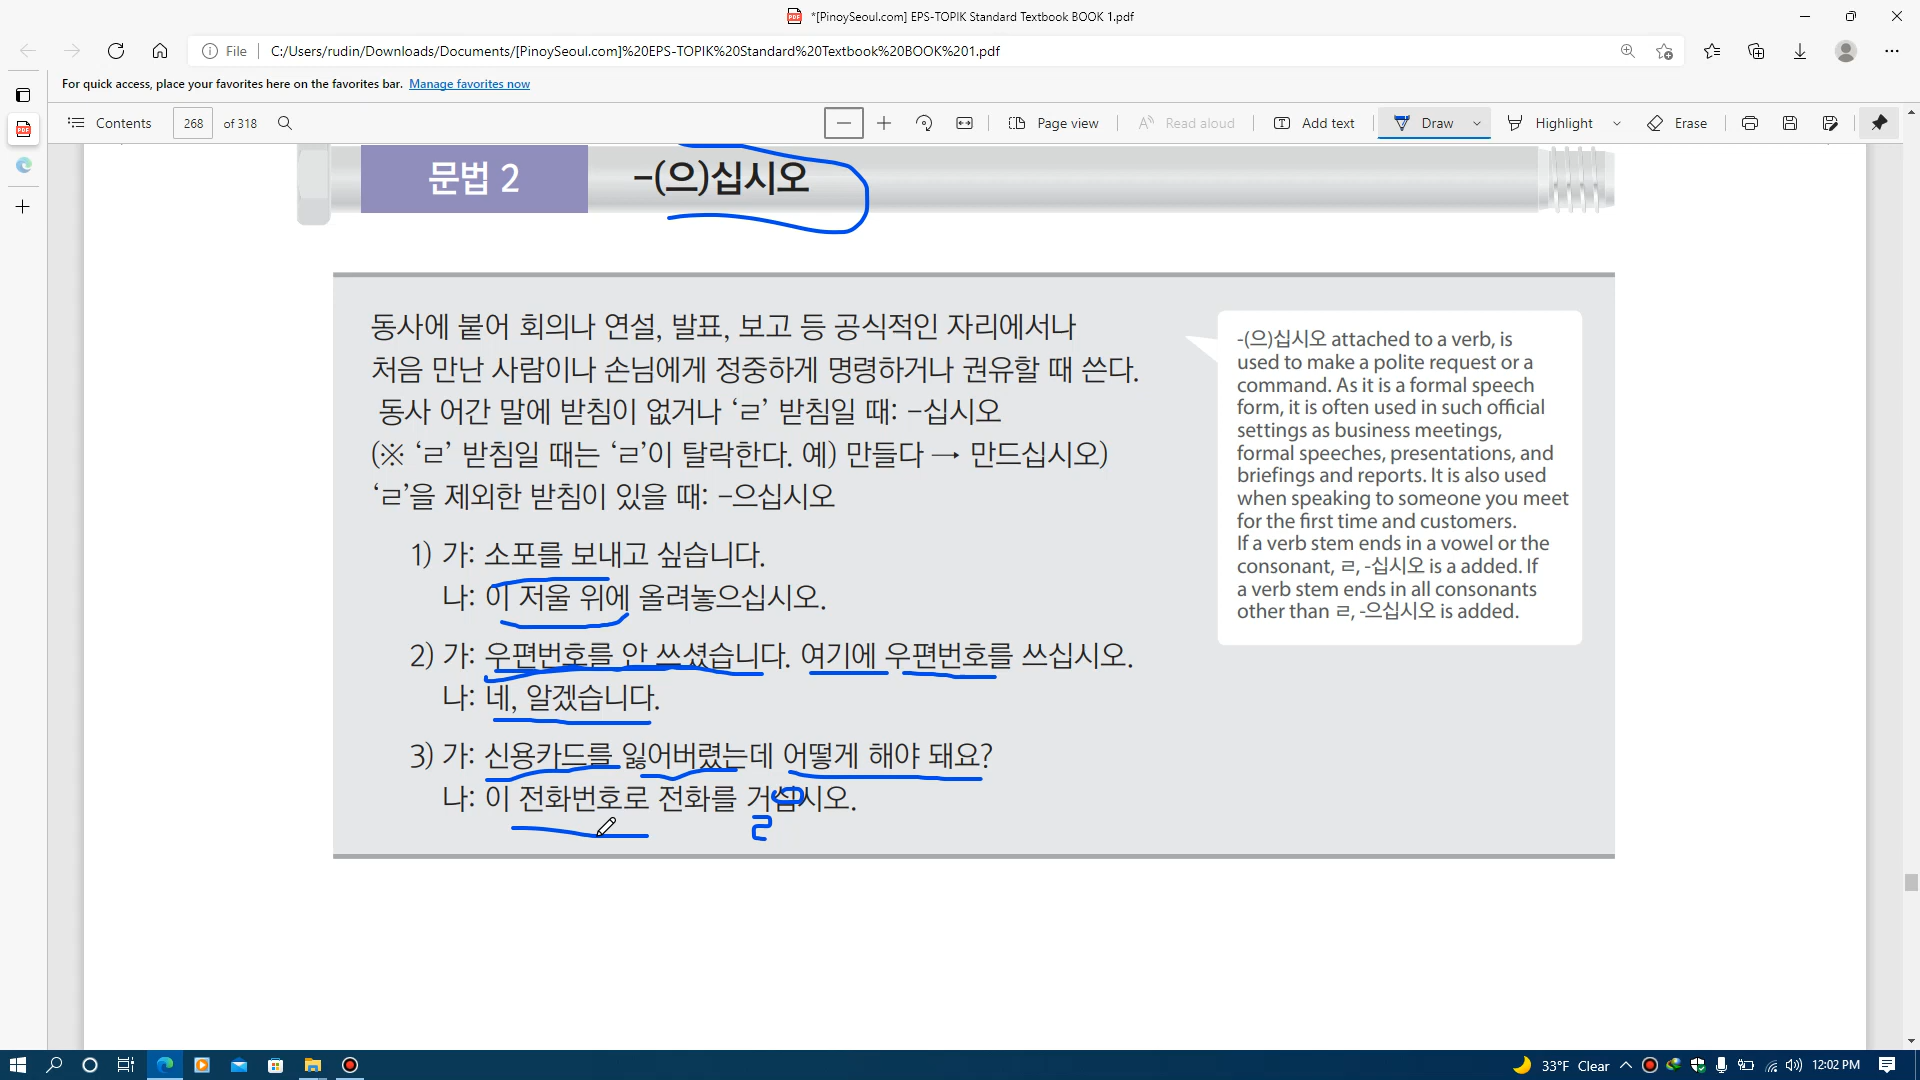 *[PinoySeoul.com] EPS-TOPIK Standard Textbook BOOK 1.pdf
File C:/Users/rudin/Downloads/Documents/[PinoySeoul.com]%20EPS-TOPIK%20Standard%20Textbook%20BOOK%201.pdf
For quick access, place your favorites here on the favorites bar. Manage favorites now
Contents 268 of 318 Page view Read aloud Add text Draw Highlight Erase
문법 2 -(으)십시오
동사에 붙어 회의나 연설, 발표, 보고 등 공식적인 자리에서나
처음 만난 사람이나 손님에게 정중하게 명령하거나 권유할 때 쓴다.
동사 어간 말에 받침이 없거나 ‘ㄹ’ 받침일 때: -십시오
(※ ‘ㄹ’ 받침일 때는 ‘ㄹ’이 탈락한다. 예) 만들다 → 만드십시오)
‘ㄹ’을 제외한 받침이 있을 때: -으십시오
1) 가: 소포를 보내고 싶습니다.
나: 이 저울 위에 올려놓으십시오.
2) 가: 우편번호를 안 쓰셨습니다. 여기에 우편번호를 쓰십시오.
나: 네, 알겠습니다.
3) 가: 신용카드를 잃어버렸는데 어떻게 해야 돼요?
나: 이 전화번호로 전화를 거십시오.
ㄹ
-(으)십시오 attached to a verb, is
used to make a polite request or a
command. As it is a formal speech
form, it is often used in such official
settings as business meetings,
formal speeches, presentations, and
briefings and reports. It is also used
when speaking to someone you meet
for the first time and customers.
If a verb stem ends in a vowel or the
consonant, ㄹ, -십시오 is a added. If
a verb stem ends in all consonants
other than ㄹ, -으십시오 is added.
33°F Clear 12:02 PM